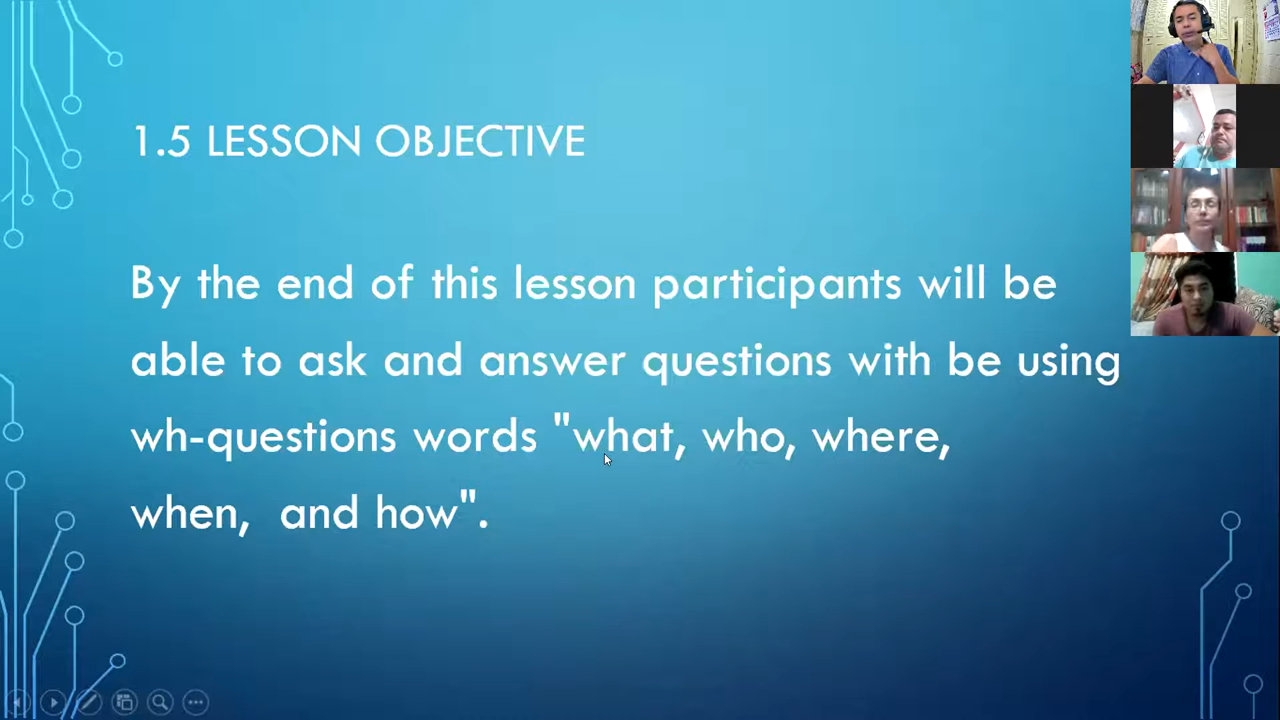 1.5 LESSON OBJECTIVE
By the end of this lesson participants will be
able to ask and answer questions with be using
wh-questions words "what, who, where,
when,  and how".